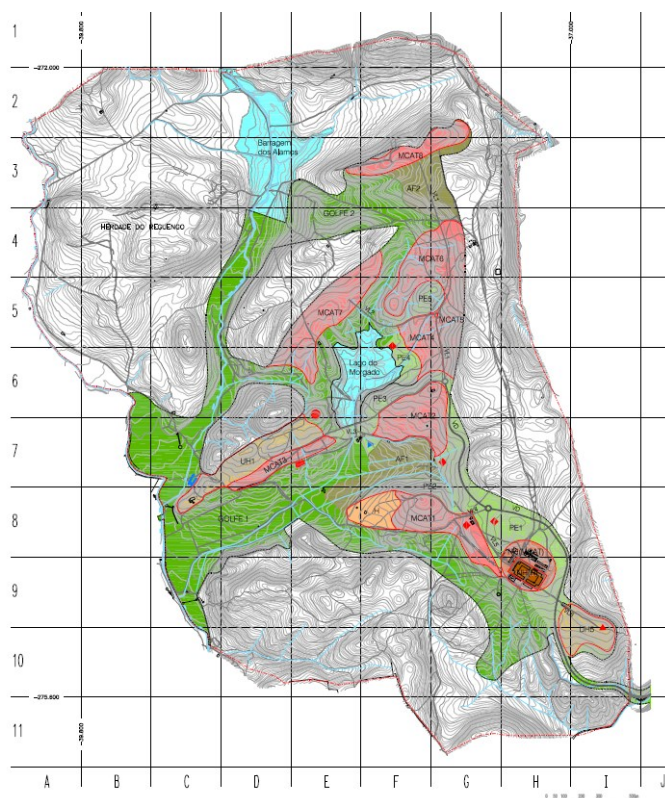 -39.800
-37.000
1
-272.000
2
Barragem
dos Alamos
MCAT8
3
AF2
GOLFE 2
HERDADE DO REGUENGO
4
MCAT6
5
PE5
MCAT7
MCAT5
MCAT4
Lago do
Morgado
PE4
6
PE3
MCAT2
7
UH1
MCAT3
AF1
GOLFE 1
H
MCAT1
PE1
8
9
10
-275.800
11
-39.800
A
B
C
D
E
F
G
H
I
J